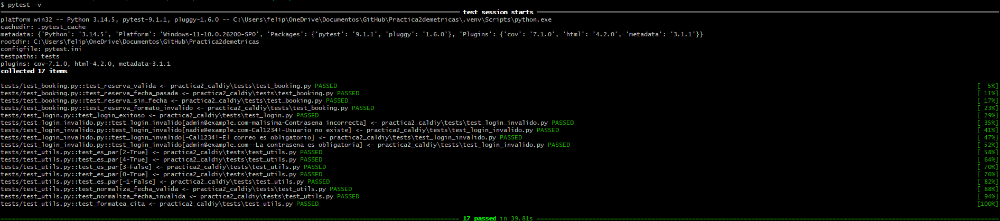 $ pytest -v
test session starts
platform win32 -- Python 3.14.5, pytest-9.1.1, pluggy-1.6.0 -- C:\Users\felip\OneDrive\Documentos\GitHub\Practica2demetricas\.venv\Scripts\python.exe
cachedir: .pytest_cache
metadata: {'Python': '3.14.5', 'Platform': 'Windows-11-10.0.26200-SP0', 'Packages': {'pytest': '9.1.1', 'pluggy': '1.6.0'}, 'Plugins': {'cov': '7.1.0', 'html': '4.2.0', 'metadata': '3.1.1'}}
rootdir: C:\Users\felip\OneDrive\Documentos\GitHub\Practica2demetricas
configfile: pytest.ini
testpaths: tests
plugins: cov-7.1.0, html-4.2.0, metadata-3.1.1
collected 17 items
tests/test_booking.py::test_reserva_valida <- practica2_caldiy\tests\test_booking.py PASSED [ 5%]
tests/test_booking.py::test_reserva_fecha_pasada <- practica2_caldiy\tests\test_booking.py PASSED [ 11%]
tests/test_booking.py::test_reserva_sin_fecha <- practica2_caldiy\tests\test_booking.py PASSED [ 17%]
tests/test_booking.py::test_reserva_formato_invalido <- practica2_caldiy\tests\test_booking.py PASSED [ 23%]
tests/test_login.py::test_login_exitoso <- practica2_caldiy\tests\test_login.py PASSED [ 29%]
tests/test_login_invalido.py::test_login_invalido[admin@example.com-malisima-Contrasena incorrecta] <- practica2_caldiy\tests\test_login_invalido.py PASSED [ 35%]
tests/test_login_invalido.py::test_login_invalido[nadie@example.com-Cal1234!-Usuario no existe] <- practica2_caldiy\tests\test_login_invalido.py PASSED [ 41%]
tests/test_login_invalido.py::test_login_invalido[-Cal1234!-El correo es obligatorio] <- practica2_caldiy\tests\test_login_invalido.py PASSED [ 47%]
tests/test_login_invalido.py::test_login_invalido[admin@example.com--La contrasena es obligatoria] <- practica2_caldiy\tests\test_login_invalido.py PASSED [ 52%]
tests/test_utils.py::test_es_par[2-True] <- practica2_caldiy\tests\test_utils.py PASSED [ 58%]
tests/test_utils.py::test_es_par[4-True] <- practica2_caldiy\tests\test_utils.py PASSED [ 64%]
tests/test_utils.py::test_es_par[3-False] <- practica2_caldiy\tests\test_utils.py PASSED [ 70%]
tests/test_utils.py::test_es_par[0-True] <- practica2_caldiy\tests\test_utils.py PASSED [ 76%]
tests/test_utils.py::test_es_par[-1-False] <- practica2_caldiy\tests\test_utils.py PASSED [ 82%]
tests/test_utils.py::test_normaliza_fecha_valida <- practica2_caldiy\tests\test_utils.py PASSED [ 88%]
tests/test_utils.py::test_normaliza_fecha_invalida <- practica2_caldiy\tests\test_utils.py PASSED [ 94%]
tests/test_utils.py::test_formatea_cita <- practica2_caldiy\tests\test_utils.py PASSED [100%]
17 passed in 39.81s